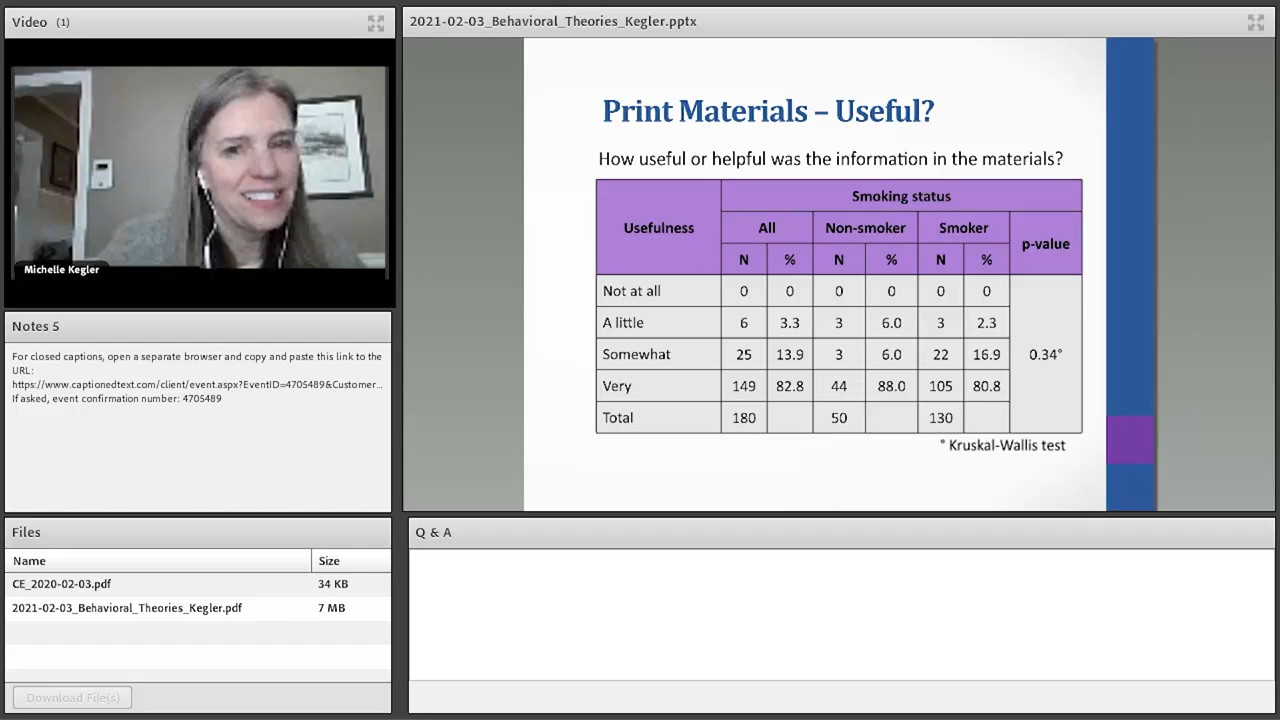 Video (1)
Michelle Kegler
Notes 5
For closed captions, open a separate browser and copy and paste this link to the
URL:
https://www.captionedtext.com/client/event.aspx?EventID=4705489&Customer...
If asked, event confirmation number: 4705489
Files
Name Size
CE_2020-02-03.pdf 34 KB
2021-02-03_Behavioral_Theories_Kegler.pdf 7 MB
Download File(s)
2021-02-03_Behavioral_Theories_Kegler.pptx
Print Materials – Useful?
How useful or helpful was the information in the materials?
Usefulness Smoking status
All Non-smoker Smoker p-value
N % N % N %
Not at all 0 0 0 0 0 0
A little 6 3.3 3 6.0 3 2.3
Somewhat 25 13.9 3 6.0 22 16.9 0.34°
Very 149 82.8 44 88.0 105 80.8
Total 180 50 130
° Kruskal-Wallis test
Q & A